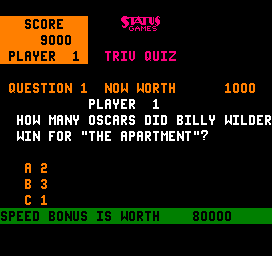 SCORE
9000
PLAYER 1
STATUS
GAMES
TRIV QUIZ
QUESTION 1 NOW WORTH 1000
PLAYER 1
HOW MANY OSCARS DID BILLY WILDER
WIN FOR "THE APARTMENT"?
A 2
B 3
C 1
SPEED BONUS IS WORTH 80000